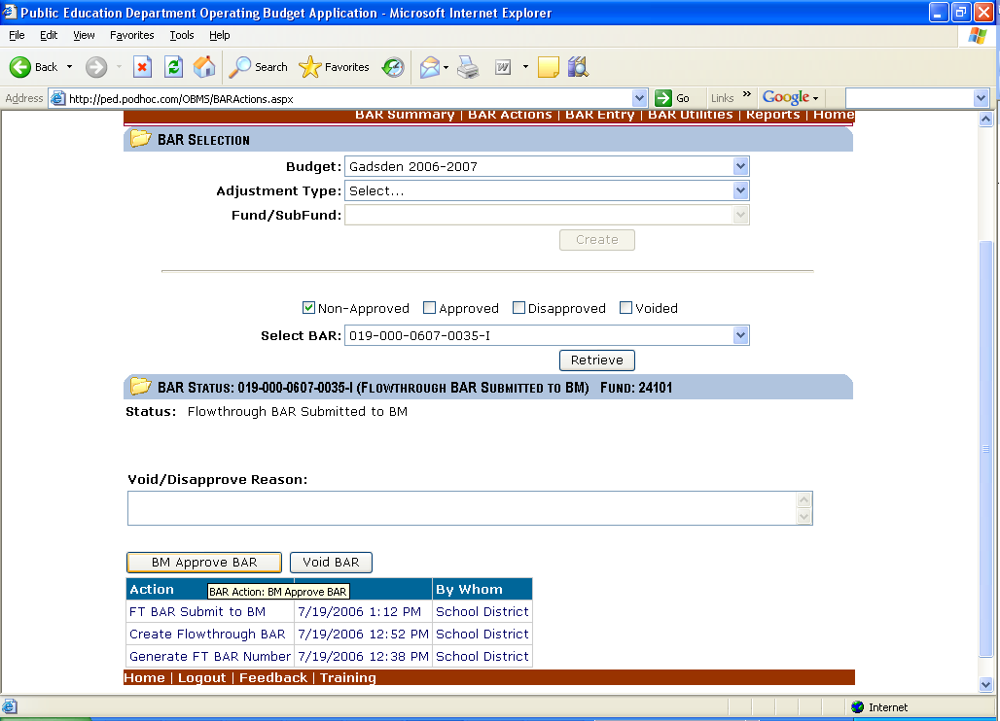 Public Education Department Operating Budget Application - Microsoft Internet Explorer
File Edit View Favorites Tools Help
Back Search Favorites W
Address http://ped.podhoc.com/OBMS/BARActions.aspx Go Links » Google
BAR Summary | BAR Actions | BAR Entry | BAR Utilities | Reports | Home
BAR Selection
Budget: Gadsden 2006-2007
Adjustment Type: Select...
Fund/SubFund:
Create
Non-Approved Approved Disapproved Voided
Select BAR: 019-000-0607-0035-I
Retrieve
BAR Status: 019-000-0607-0035-I (Flowthrough BAR Submitted to BM) Fund: 24101
Status: Flowthrough BAR Submitted to BM
Void/Disapprove Reason:
BM Approve BAR Void BAR
Action By Whom
BAR Action: BM Approve BAR
FT BAR Submit to BM 7/19/2006 1:12 PM School District
Create Flowthrough BAR 7/19/2006 12:52 PM School District
Generate FT BAR Number 7/19/2006 12:38 PM School District
Home | Logout | Feedback | Training
Internet